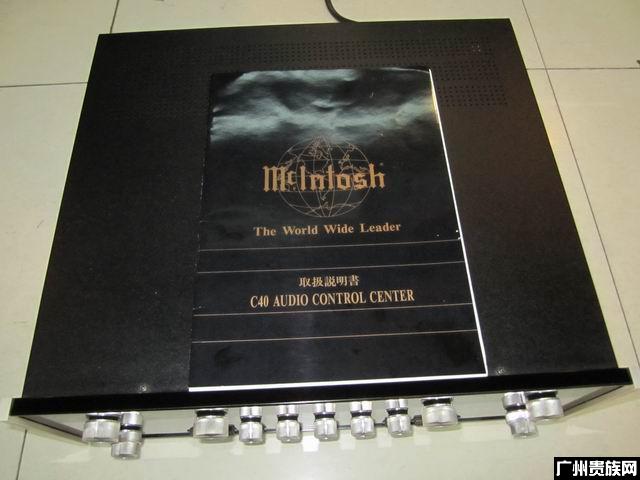 McIntosh
The World Wide Leader
取扱説明書
C40 AUDIO CONTROL CENTER
广州贵族网